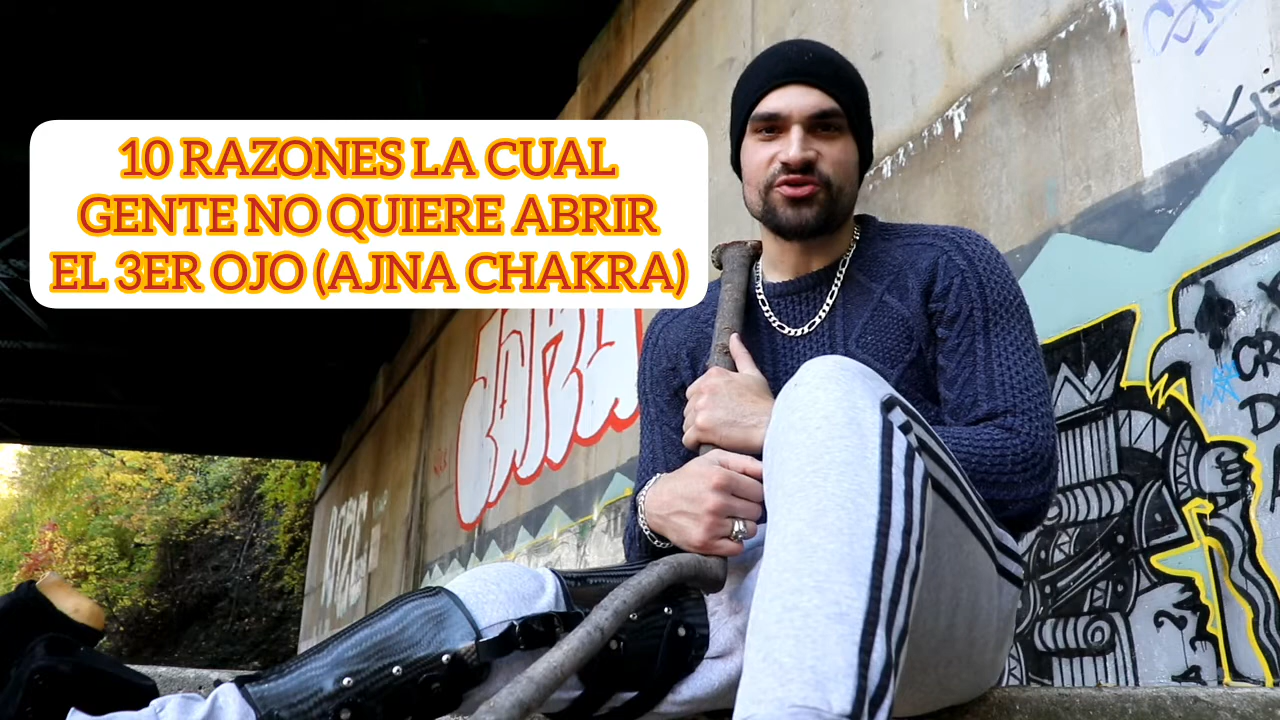 10 RAZONES LA CUAL
GENTE NO QUIERE ABRIR
EL 3ER OJO (AJNA CHAKRA)